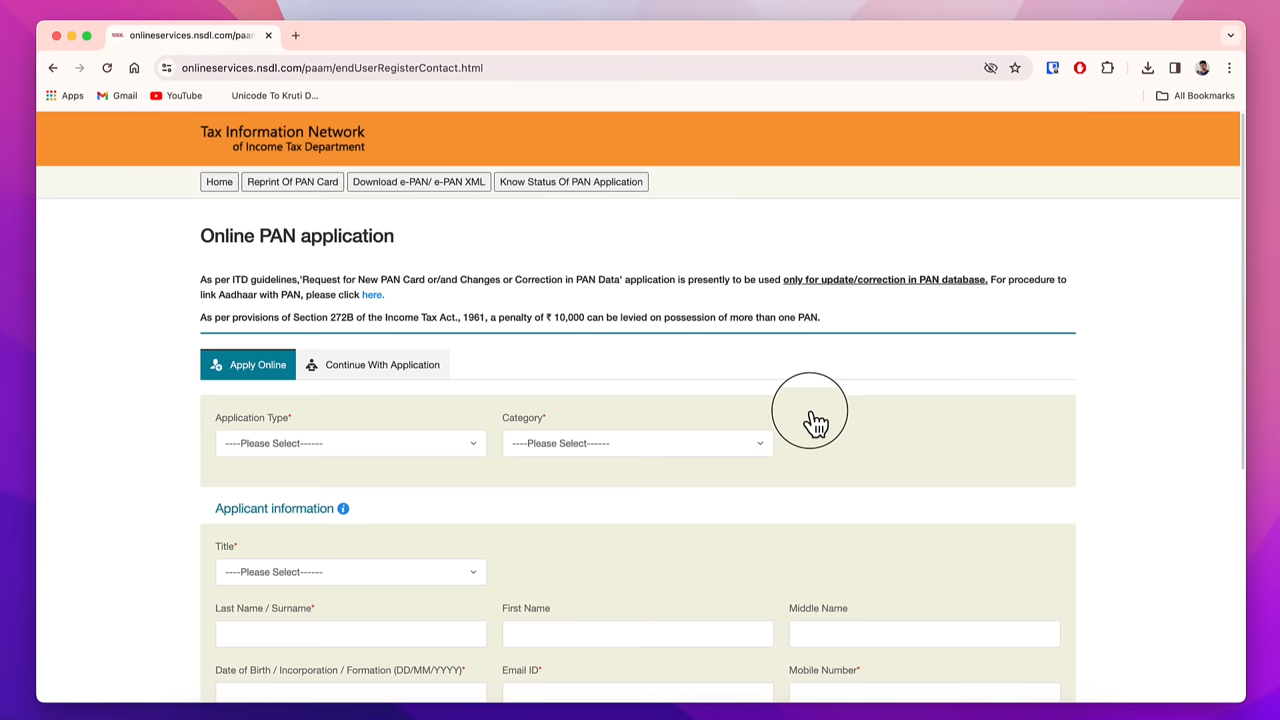 NSDL onlineservices.nsdl.com/paan
onlineservices.nsdl.com/paam/endUserRegisterContact.html
Apps Gmail YouTube Unicode To Kruti D... All Bookmarks
Tax Information Network
of Income Tax Department
Home Reprint Of PAN Card Download e-PAN/ e-PAN XML Know Status Of PAN Application
Online PAN application
As per ITD guidelines,'Request for New PAN Card or/and Changes or Correction in PAN Data' application is presently to be used only for update/correction in PAN database. For procedure to
link Aadhaar with PAN, please click here.
As per provisions of Section 272B of the Income Tax Act., 1961, a penalty of ₹ 10,000 can be levied on possession of more than one PAN.
Apply Online Continue With Application
Application Type* Category*
----Please Select------ ----Please Select------
Applicant information
Title*
----Please Select------
Last Name / Surname* First Name Middle Name
Date of Birth / Incorporation / Formation (DD/MM/YYYY)* Email ID* Mobile Number*